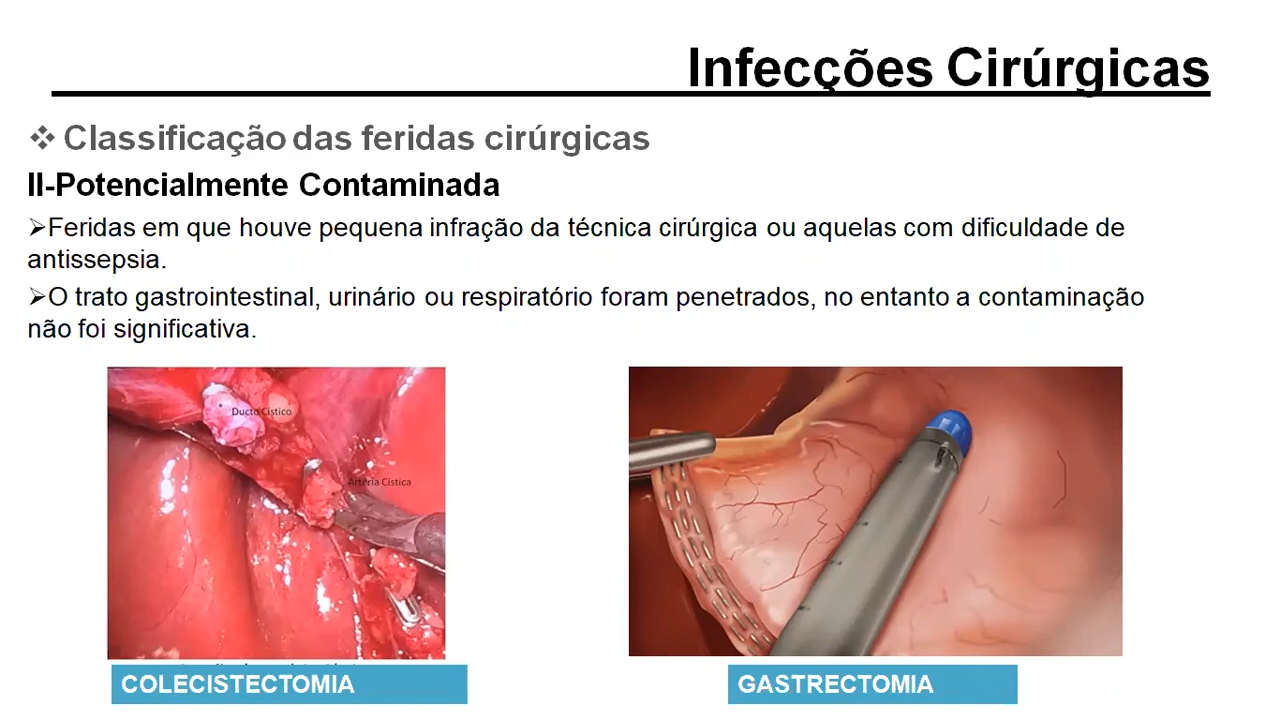 Infecções Cirúrgicas
❖ Classificação das feridas cirúrgicas
II-Potencialmente Contaminada
➢Feridas em que houve pequena infração da técnica cirúrgica ou aquelas com dificuldade de
antissepsia.
➢O trato gastrointestinal, urinário ou respiratório foram penetrados, no entanto a contaminação
não foi significativa.
Ducto Cístico
Artéria Cística
COLECISTECTOMIA
GASTRECTOMIA